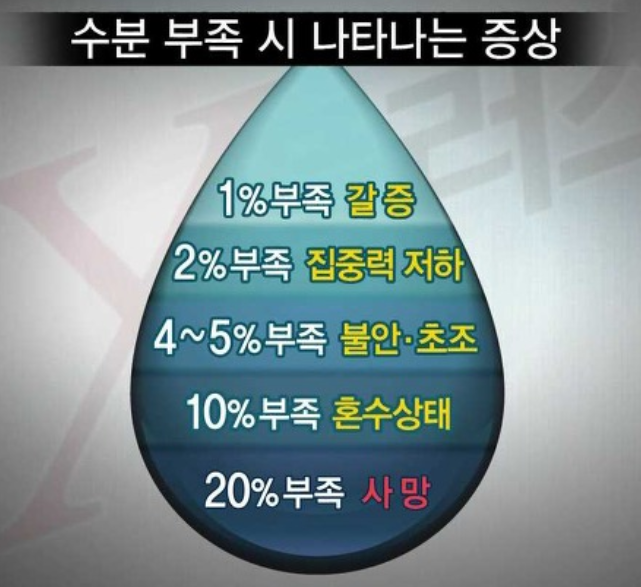 수분 부족 시 나타나는 증상
1%부족 갈증
2%부족 집중력 저하
4~5%부족 불안·초조
10%부족 혼수상태
20%부족 사망